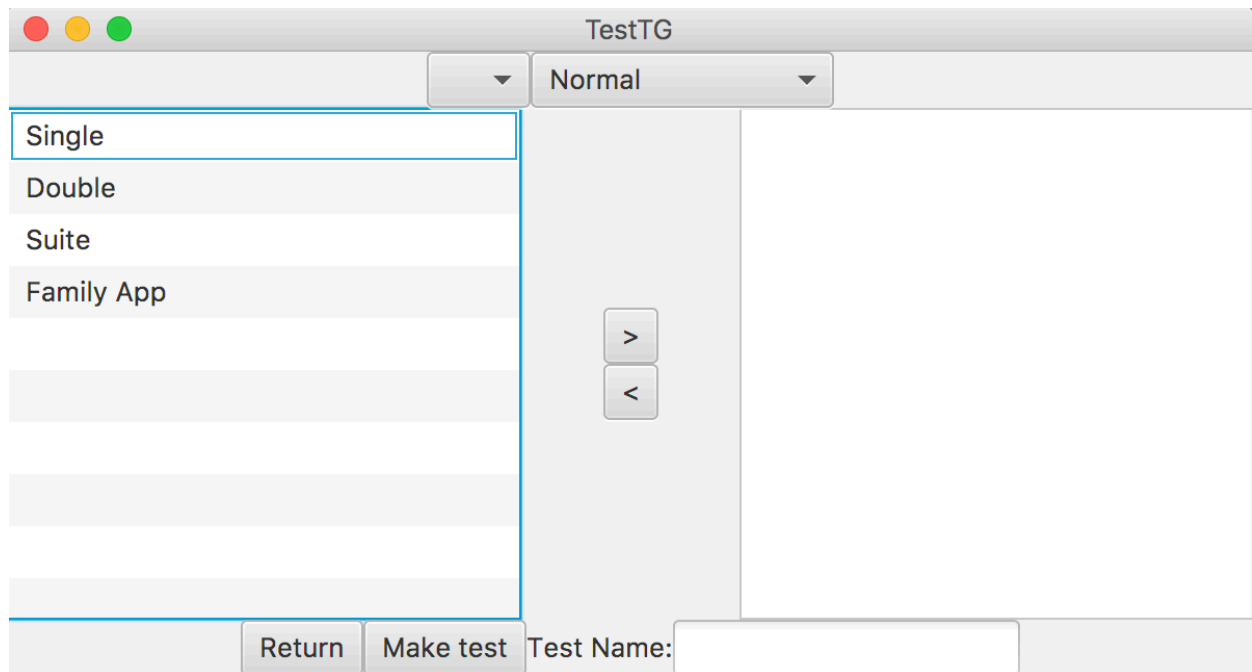 TestTG
Normal
Single
Double
Suite
Family App
>
<
Return Make test Test Name: